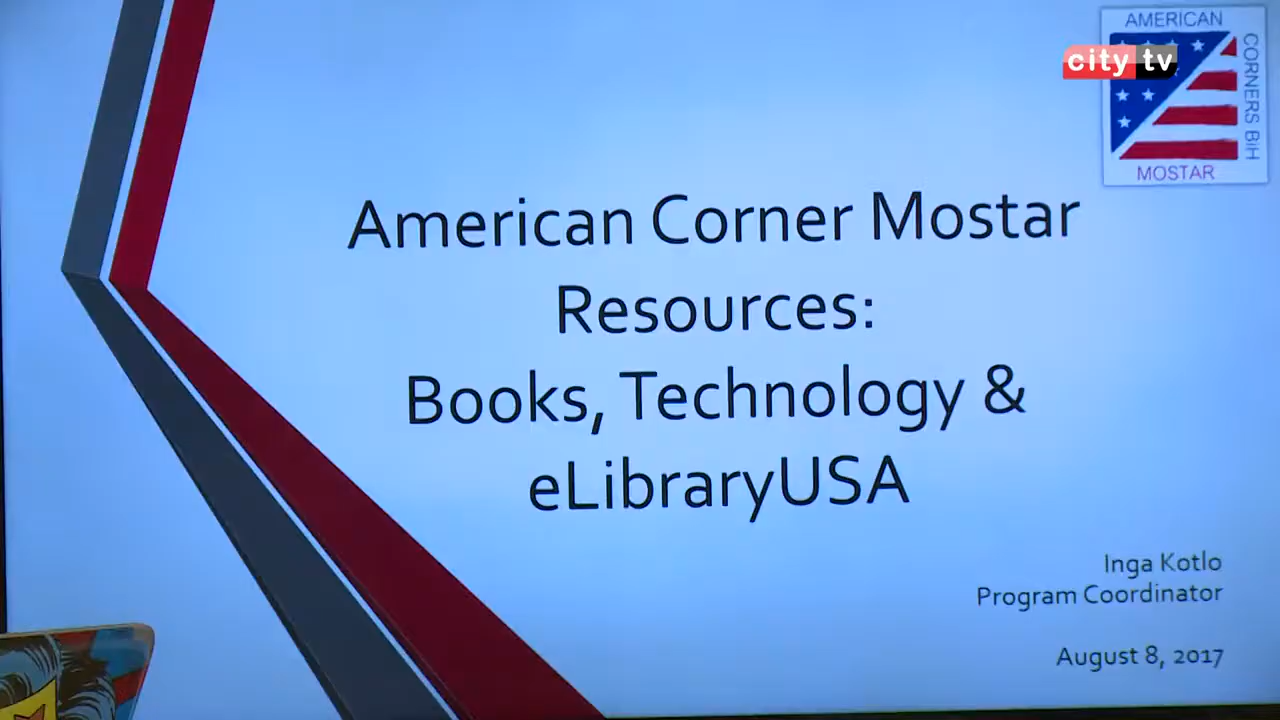 AMERICAN
CORNERS BiH
MOSTAR
city tv
American Corner Mostar
Resources:
Books, Technology &
eLibraryUSA
Inga Kotlo
Program Coordinator
August 8, 2017